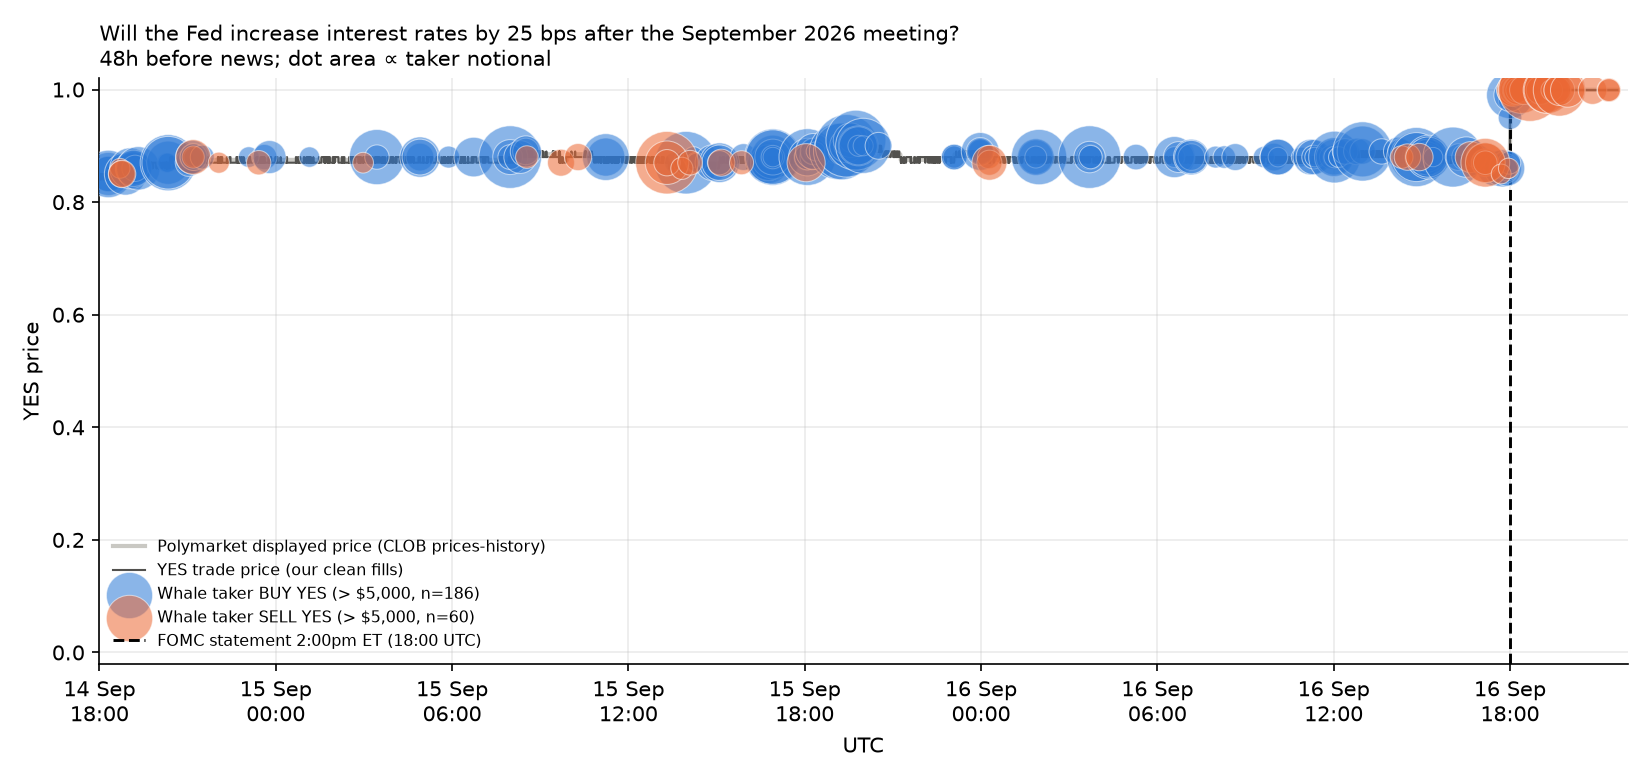 Will the Fed increase interest rates by 25 bps after the September 2026 meeting?
48h before news; dot area ∝ taker notional
YES price
1.0
0.8
0.6
0.4
0.2
0.0
Polymarket displayed price (CLOB prices-history)
YES trade price (our clean fills)
Whale taker BUY YES (> $5,000, n=186)
Whale taker SELL YES (> $5,000, n=60)
FOMC statement 2:00pm ET (18:00 UTC)
14 Sep
18:00
15 Sep
00:00
15 Sep
06:00
15 Sep
12:00
15 Sep
18:00
16 Sep
00:00
16 Sep
06:00
16 Sep
12:00
16 Sep
18:00
UTC